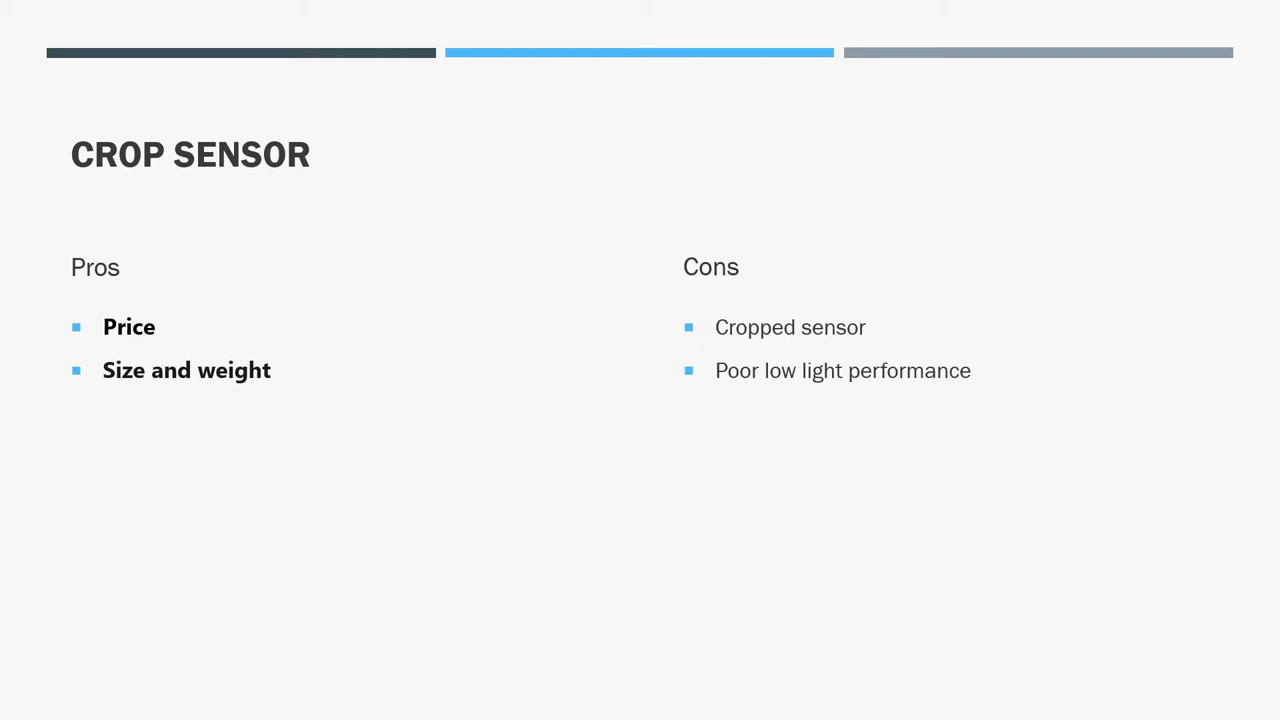 CROP SENSOR
Pros
Price
Size and weight
Cons
Cropped sensor
Poor low light performance